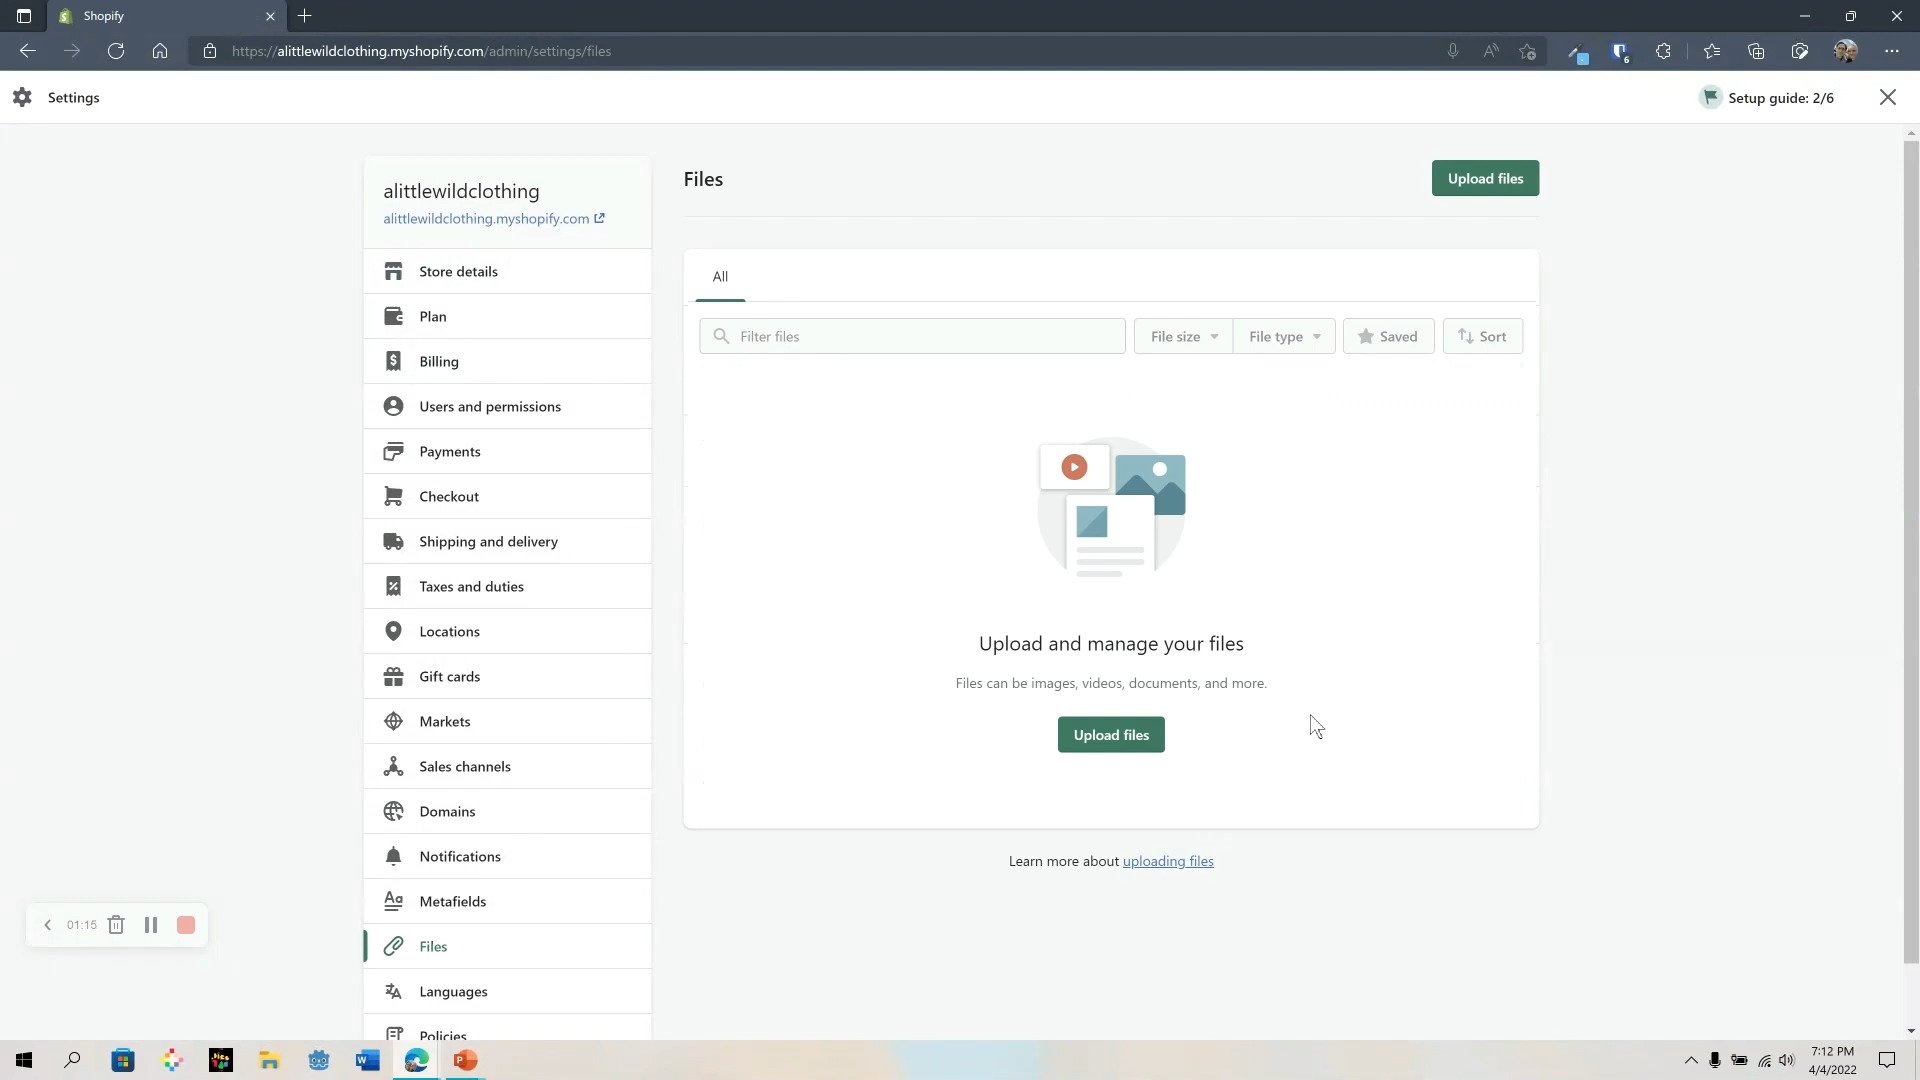 Shopify
https://alittlewildclothing.myshopify.com/admin/settings/files
6
Settings
Setup guide: 2/6
alittlewildclothing
alittlewildclothing.myshopify.com
Store details
Plan
Billing
Users and permissions
Payments
Checkout
Shipping and delivery
Taxes and duties
Locations
Gift cards
Markets
Sales channels
Domains
Notifications
Metafields
Files
Languages
Policies
Files
Upload files
All
Filter files
File size
File type
Saved
Sort
Upload and manage your files
Files can be images, videos, documents, and more.
Upload files
Learn more about uploading files
01:15
7:12 PM
4/4/2022